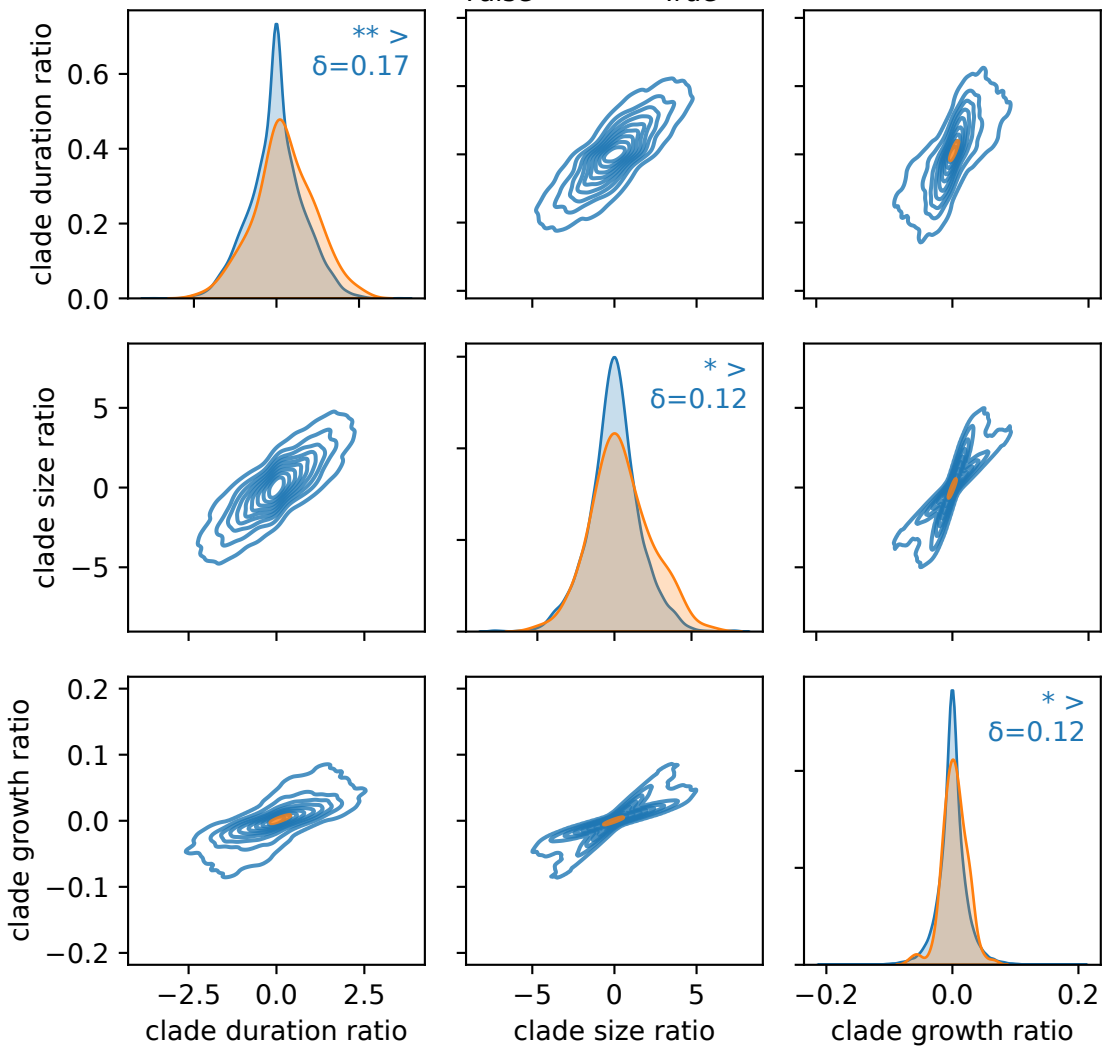 ** >
δ=0.17
clade duration ratio
0.6
0.4
0.2
0.0
* >
δ=0.12
clade size ratio
5
0
−5
* >
δ=0.12
clade growth ratio
0.2
0.1
0.0
−0.1
−0.2
−2.5 0.0 2.5
−5 0 5
−0.2 0.0 0.2
clade duration ratio
clade size ratio
clade growth ratio